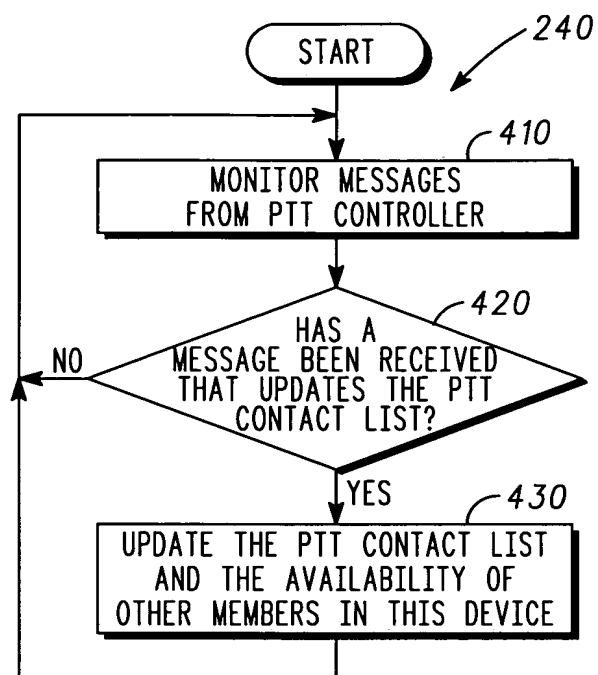 START
240
410
MONITOR MESSAGES
FROM PTT CONTROLLER
420
HAS A
MESSAGE BEEN RECEIVED
THAT UPDATES THE PTT
CONTACT LIST?
NO
YES
430
UPDATE THE PTT CONTACT LIST
AND THE AVAILABILITY OF
OTHER MEMBERS IN THIS DEVICE